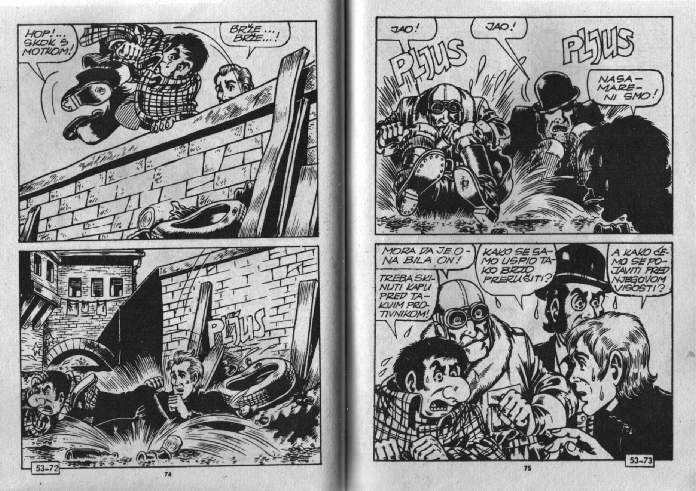 HOP!...
SKOK S
MOTKOM!
BRŽE...
BRŽE...!
PLJUS
53-72
74
JAO!
JAO!
PLJUS
PLJUS
NASA-
MARE-
NI SMO!
MORA DA JE O-
NA BILA ON!
TREBA SKI-
NUTI KAPU
PRED TA-
KVIM PRO-
TIVNIKOM!
KAKO SE SA-
MO USPIO TA-
KO BRZO
PRERUŠITI?
A KAKO ĆE-
MO SE PO-
JAVITI PRED
NJEGOVOM
VISOSTI?
75
53-73